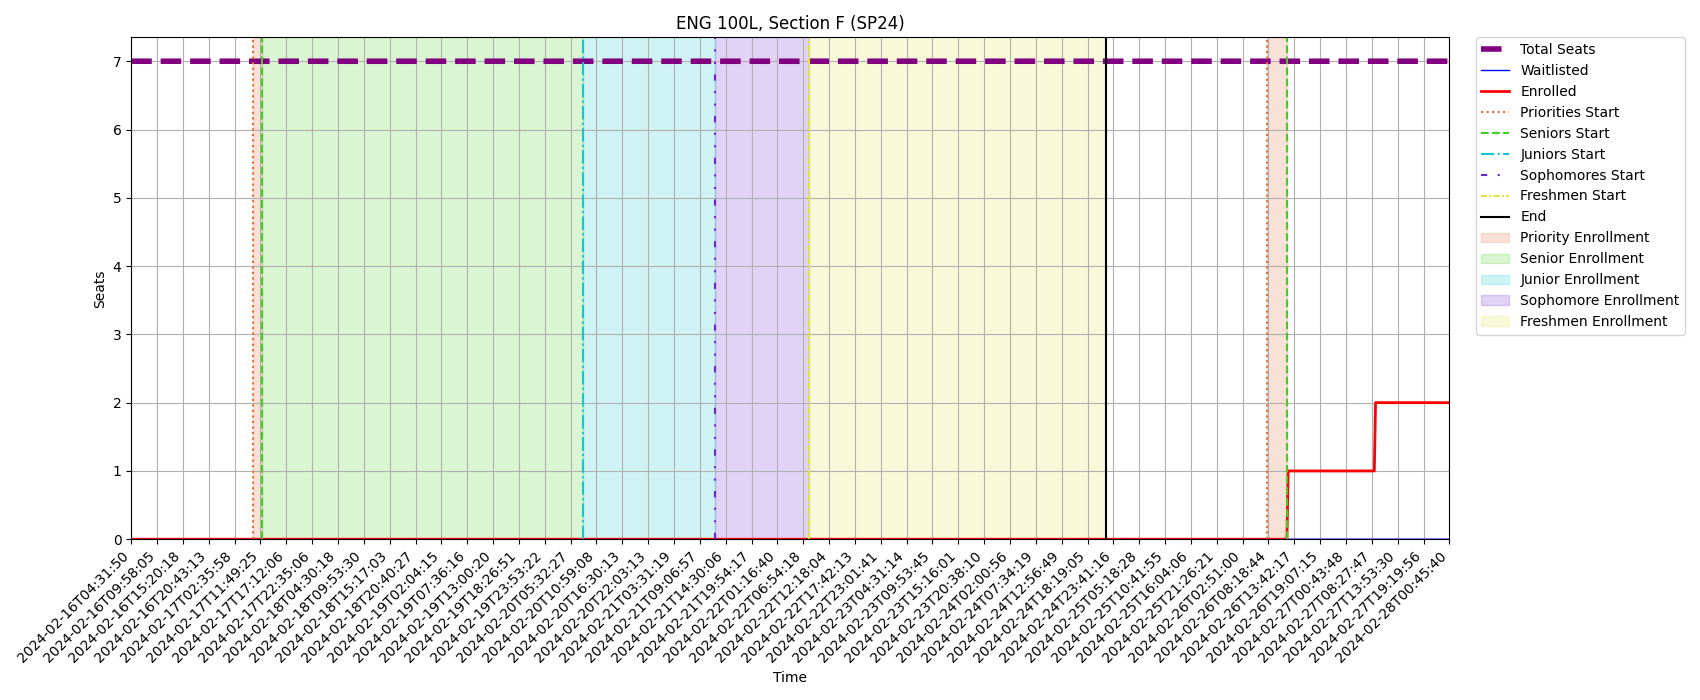 ENG 100L, Section F (SP24)
Seats
7
6
5
4
3
2
1
0
2024-02-16T04:31:50
2024-02-16T09:58:05
2024-02-16T15:20:18
2024-02-16T20:43:13
2024-02-17T02:35:58
2024-02-17T11:49:25
2024-02-17T17:12:06
2024-02-17T22:35:06
2024-02-18T04:30:18
2024-02-18T09:53:30
2024-02-18T15:17:03
2024-02-18T20:40:27
2024-02-19T02:04:15
2024-02-19T07:36:16
2024-02-19T13:00:20
2024-02-19T18:26:51
2024-02-19T23:53:22
2024-02-20T05:32:27
2024-02-20T10:59:08
2024-02-20T16:30:13
2024-02-20T22:03:13
2024-02-21T03:31:19
2024-02-21T09:06:57
2024-02-21T14:30:06
2024-02-21T19:54:17
2024-02-22T01:16:40
2024-02-22T06:54:18
2024-02-22T12:18:04
2024-02-22T17:42:13
2024-02-22T23:01:41
2024-02-23T04:31:14
2024-02-23T09:53:45
2024-02-23T15:16:01
2024-02-23T20:38:10
2024-02-24T02:00:56
2024-02-24T07:34:19
2024-02-24T12:56:49
2024-02-24T18:19:05
2024-02-24T23:41:16
2024-02-25T05:18:28
2024-02-25T10:41:55
2024-02-25T16:04:06
2024-02-25T21:26:21
2024-02-26T02:51:00
2024-02-26T08:18:44
2024-02-26T13:42:17
2024-02-26T19:07:15
2024-02-27T00:43:48
2024-02-27T08:27:47
2024-02-27T13:53:30
2024-02-27T19:19:56
2024-02-28T00:45:40
Time
Total Seats
Waitlisted
Enrolled
Priorities Start
Seniors Start
Juniors Start
Sophomores Start
Freshmen Start
End
Priority Enrollment
Senior Enrollment
Junior Enrollment
Sophomore Enrollment
Freshmen Enrollment